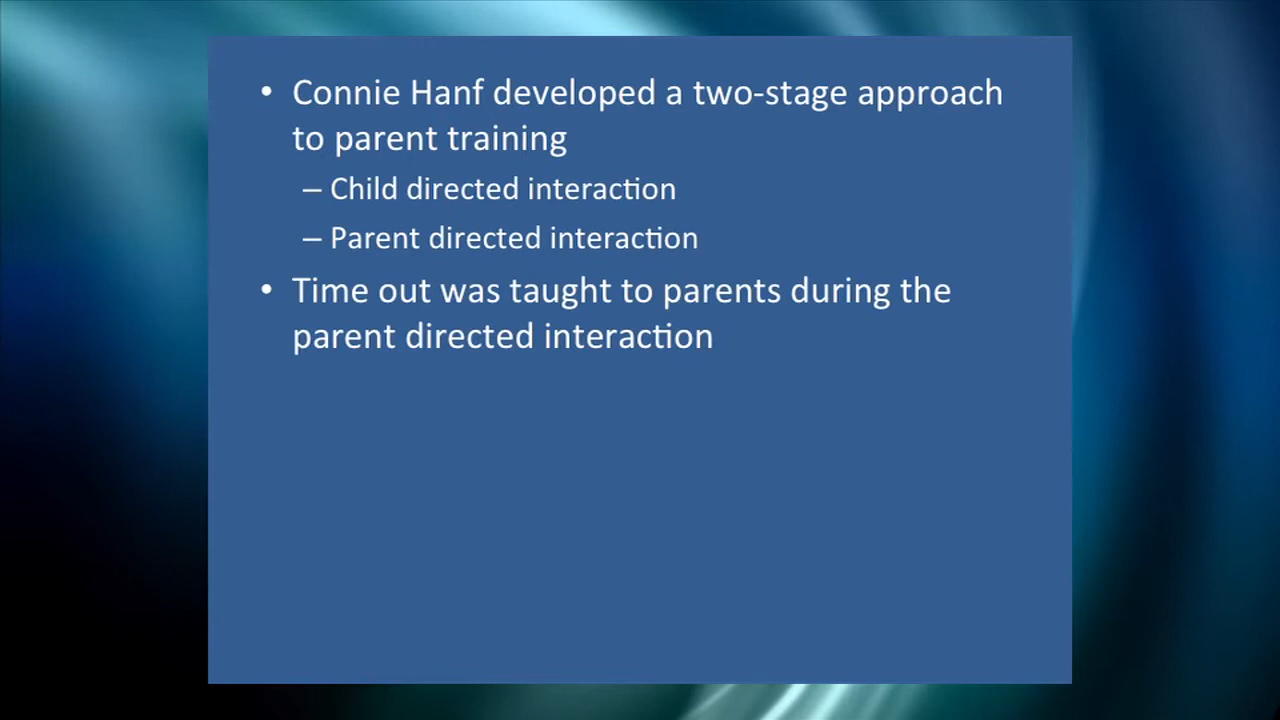 • Connie Hanf developed a two-stage approach
to parent training
– Child directed interaction
– Parent directed interaction
• Time out was taught to parents during the
parent directed interaction